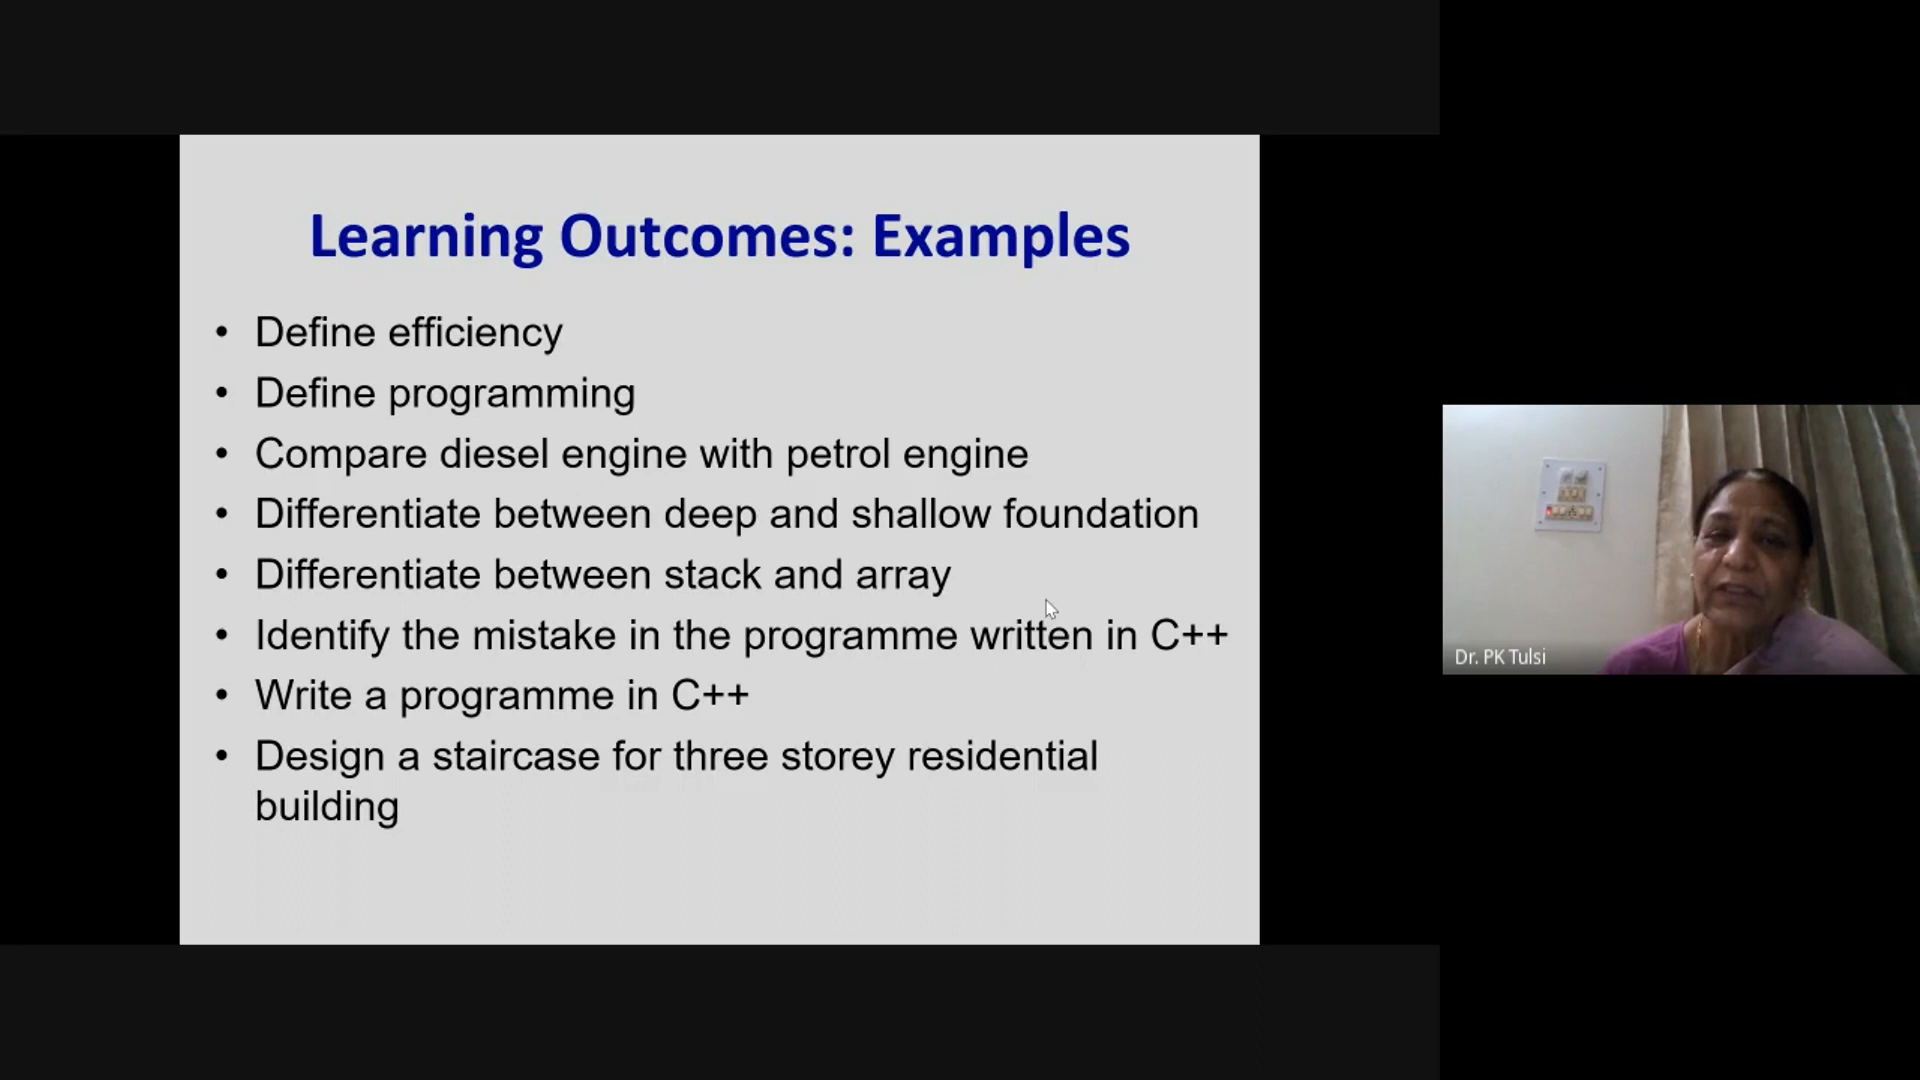 Learning Outcomes: Examples
• Define efficiency
• Define programming
• Compare diesel engine with petrol engine
• Differentiate between deep and shallow foundation
• Differentiate between stack and array
• Identify the mistake in the programme written in C++
• Write a programme in C++
• Design a staircase for three storey residential
building
Dr. PK Tulsi